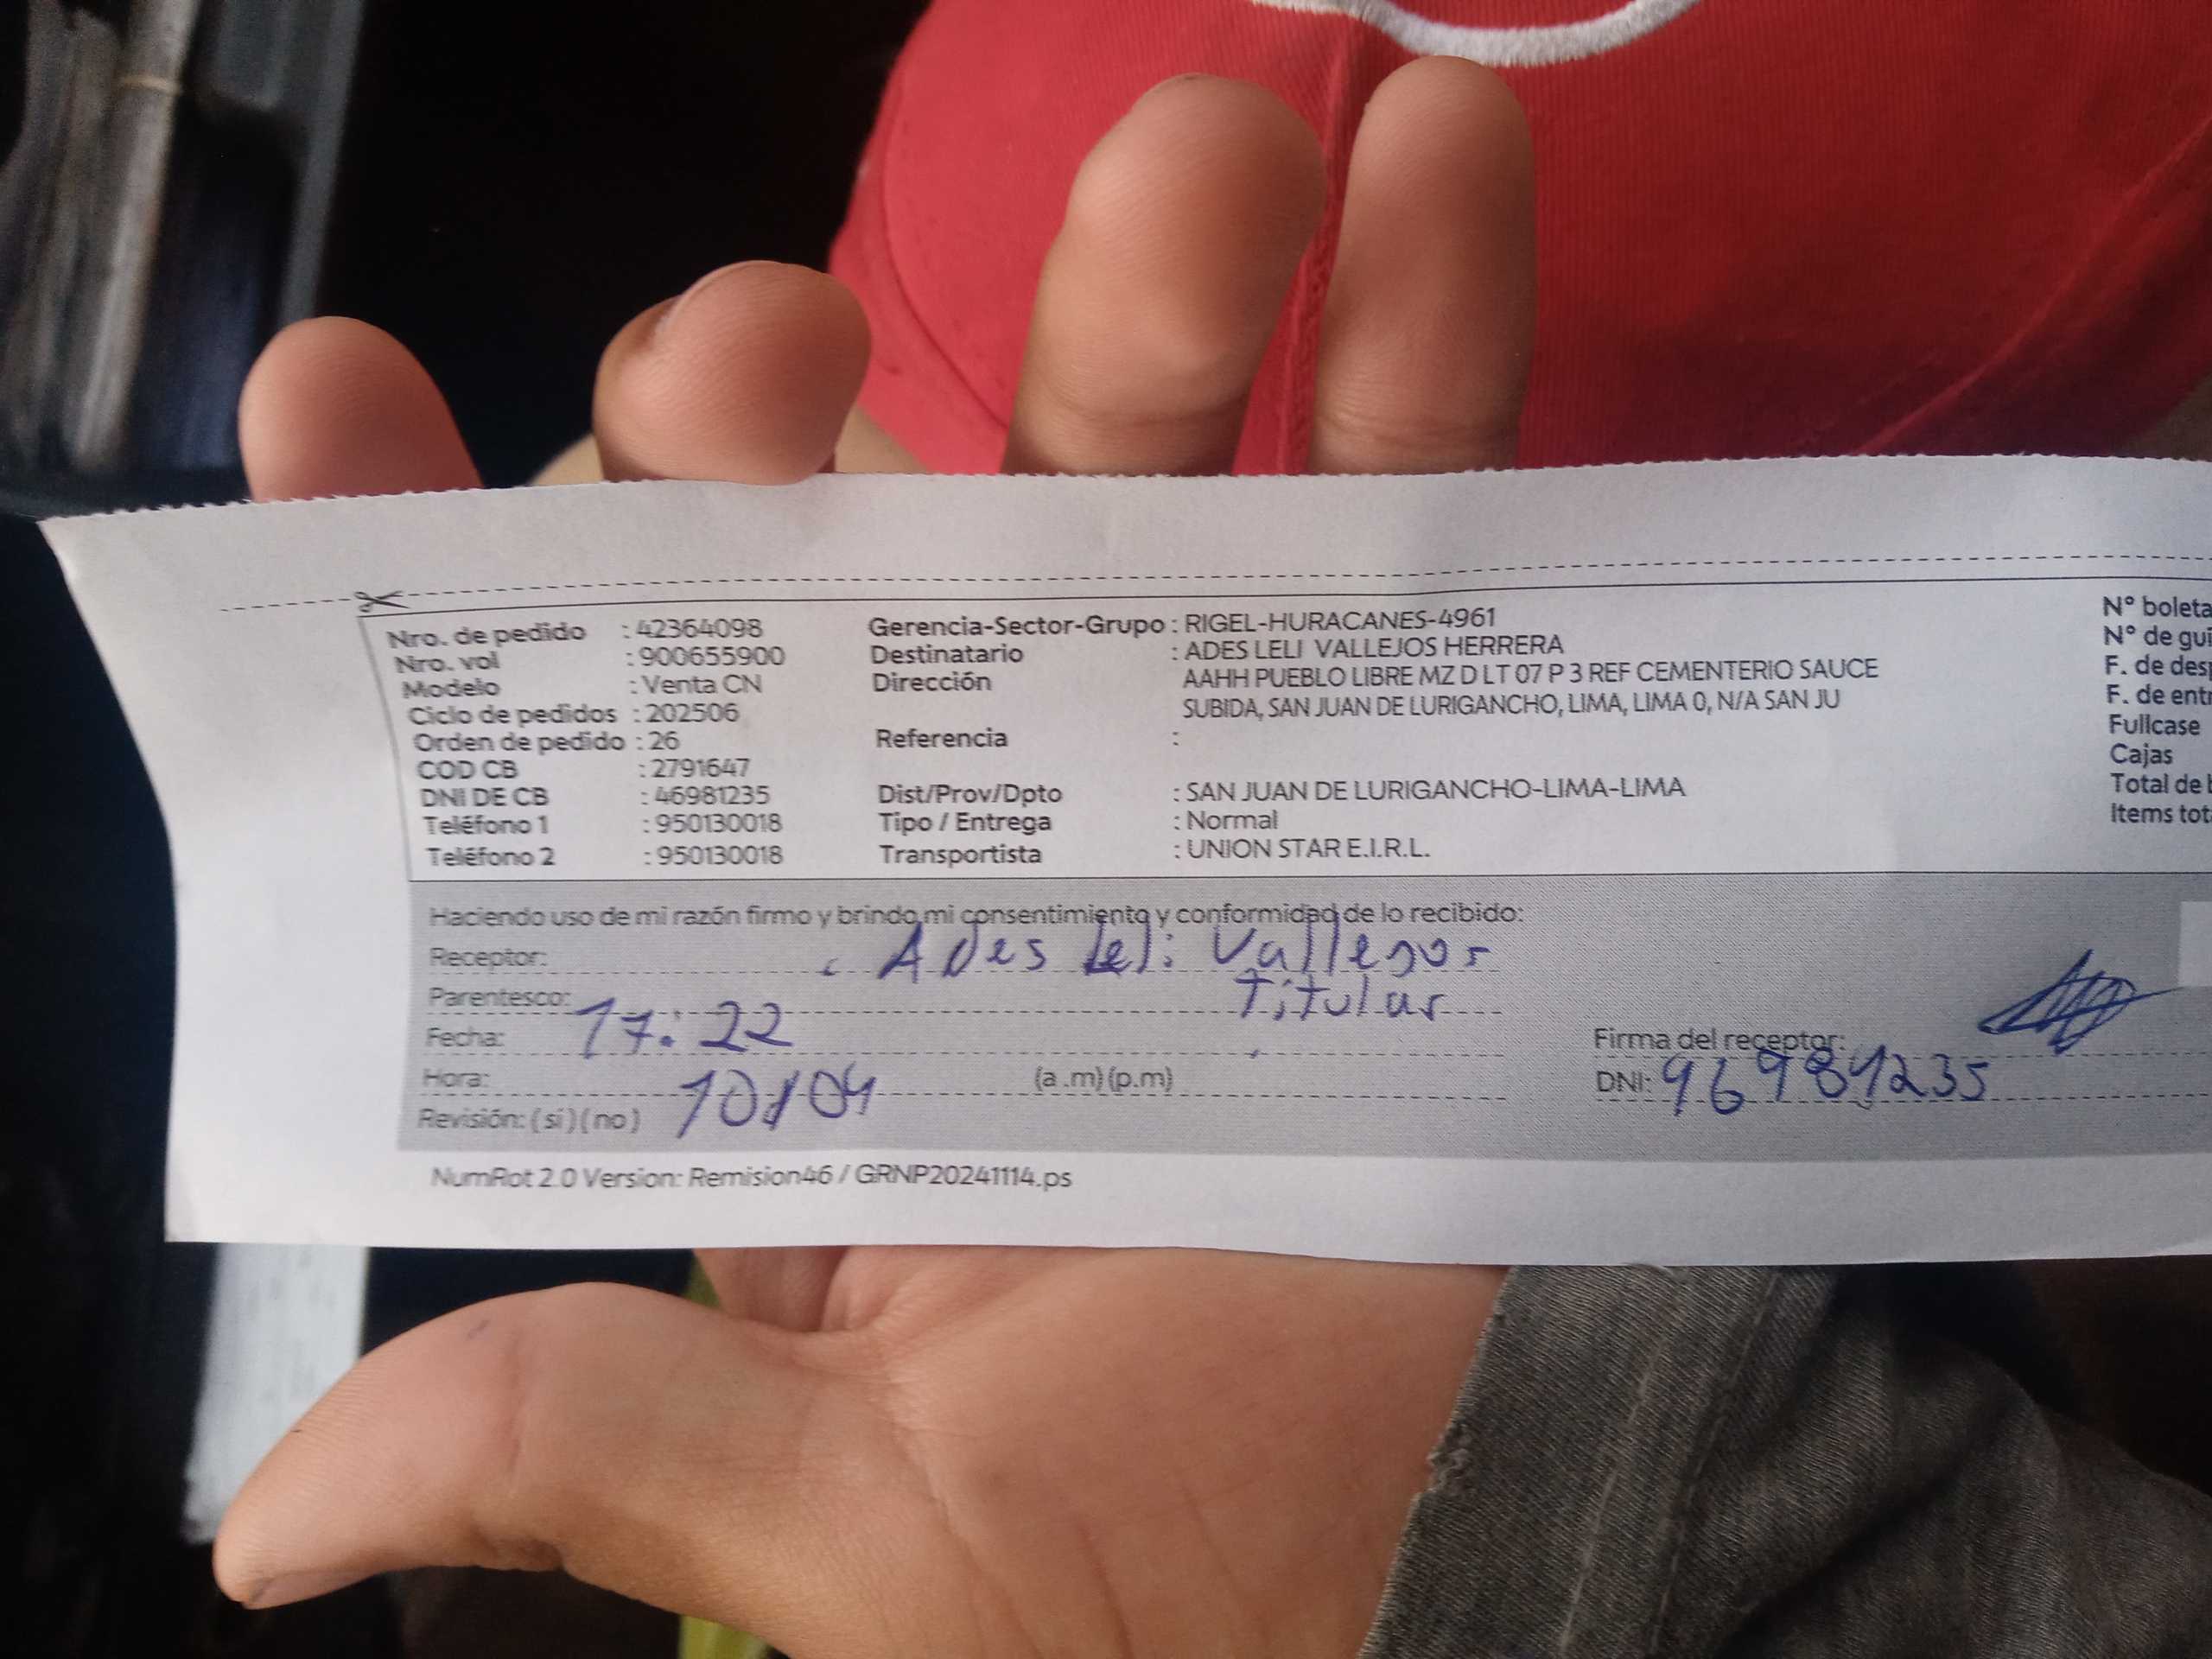 Nro. de pedido : 42364098
Nro. vol : 900655900
Modelo : Venta CN
Ciclo de pedidos : 202506
Orden de pedido : 26
COD CB : 2791647
DNI DE CB : 46981235
Teléfono 1 : 950130018
Teléfono 2 : 950130018
Gerencia-Sector-Grupo : RIGEL-HURACANES-4961
Destinatario : ADES LELI VALLEJOS HERRERA
Dirección AAHH PUEBLO LIBRE MZ D LT 07 P 3 REF CEMENTERIO SAUCE
SUBIDA, SAN JUAN DE LURIGANCHO, LIMA, LIMA 0, N/A SAN JU
Referencia :
Dist/Prov/Dpto : SAN JUAN DE LURIGANCHO-LIMA-LIMA
Tipo / Entrega : Normal
Transportista : UNION STAR E.I.R.L.
N° boleta
N° de gui
F. de des
F. de ent
Fullcase
Cajas
Total de
Items tot
Haciendo uso de mi razón firmo y brindo mi consentimiento y conformidad de lo recibido:
Receptor: Ades Leli Vallejos
Parentesco: Titular
Fecha: 17:22
Hora: 10/04 (a .m) (p.m)
Revisión: ( si ) ( no )
Firma del receptor:
DNI: 46981235
NumRot 2.0 Version: Remision46 / GRNP20241114.ps